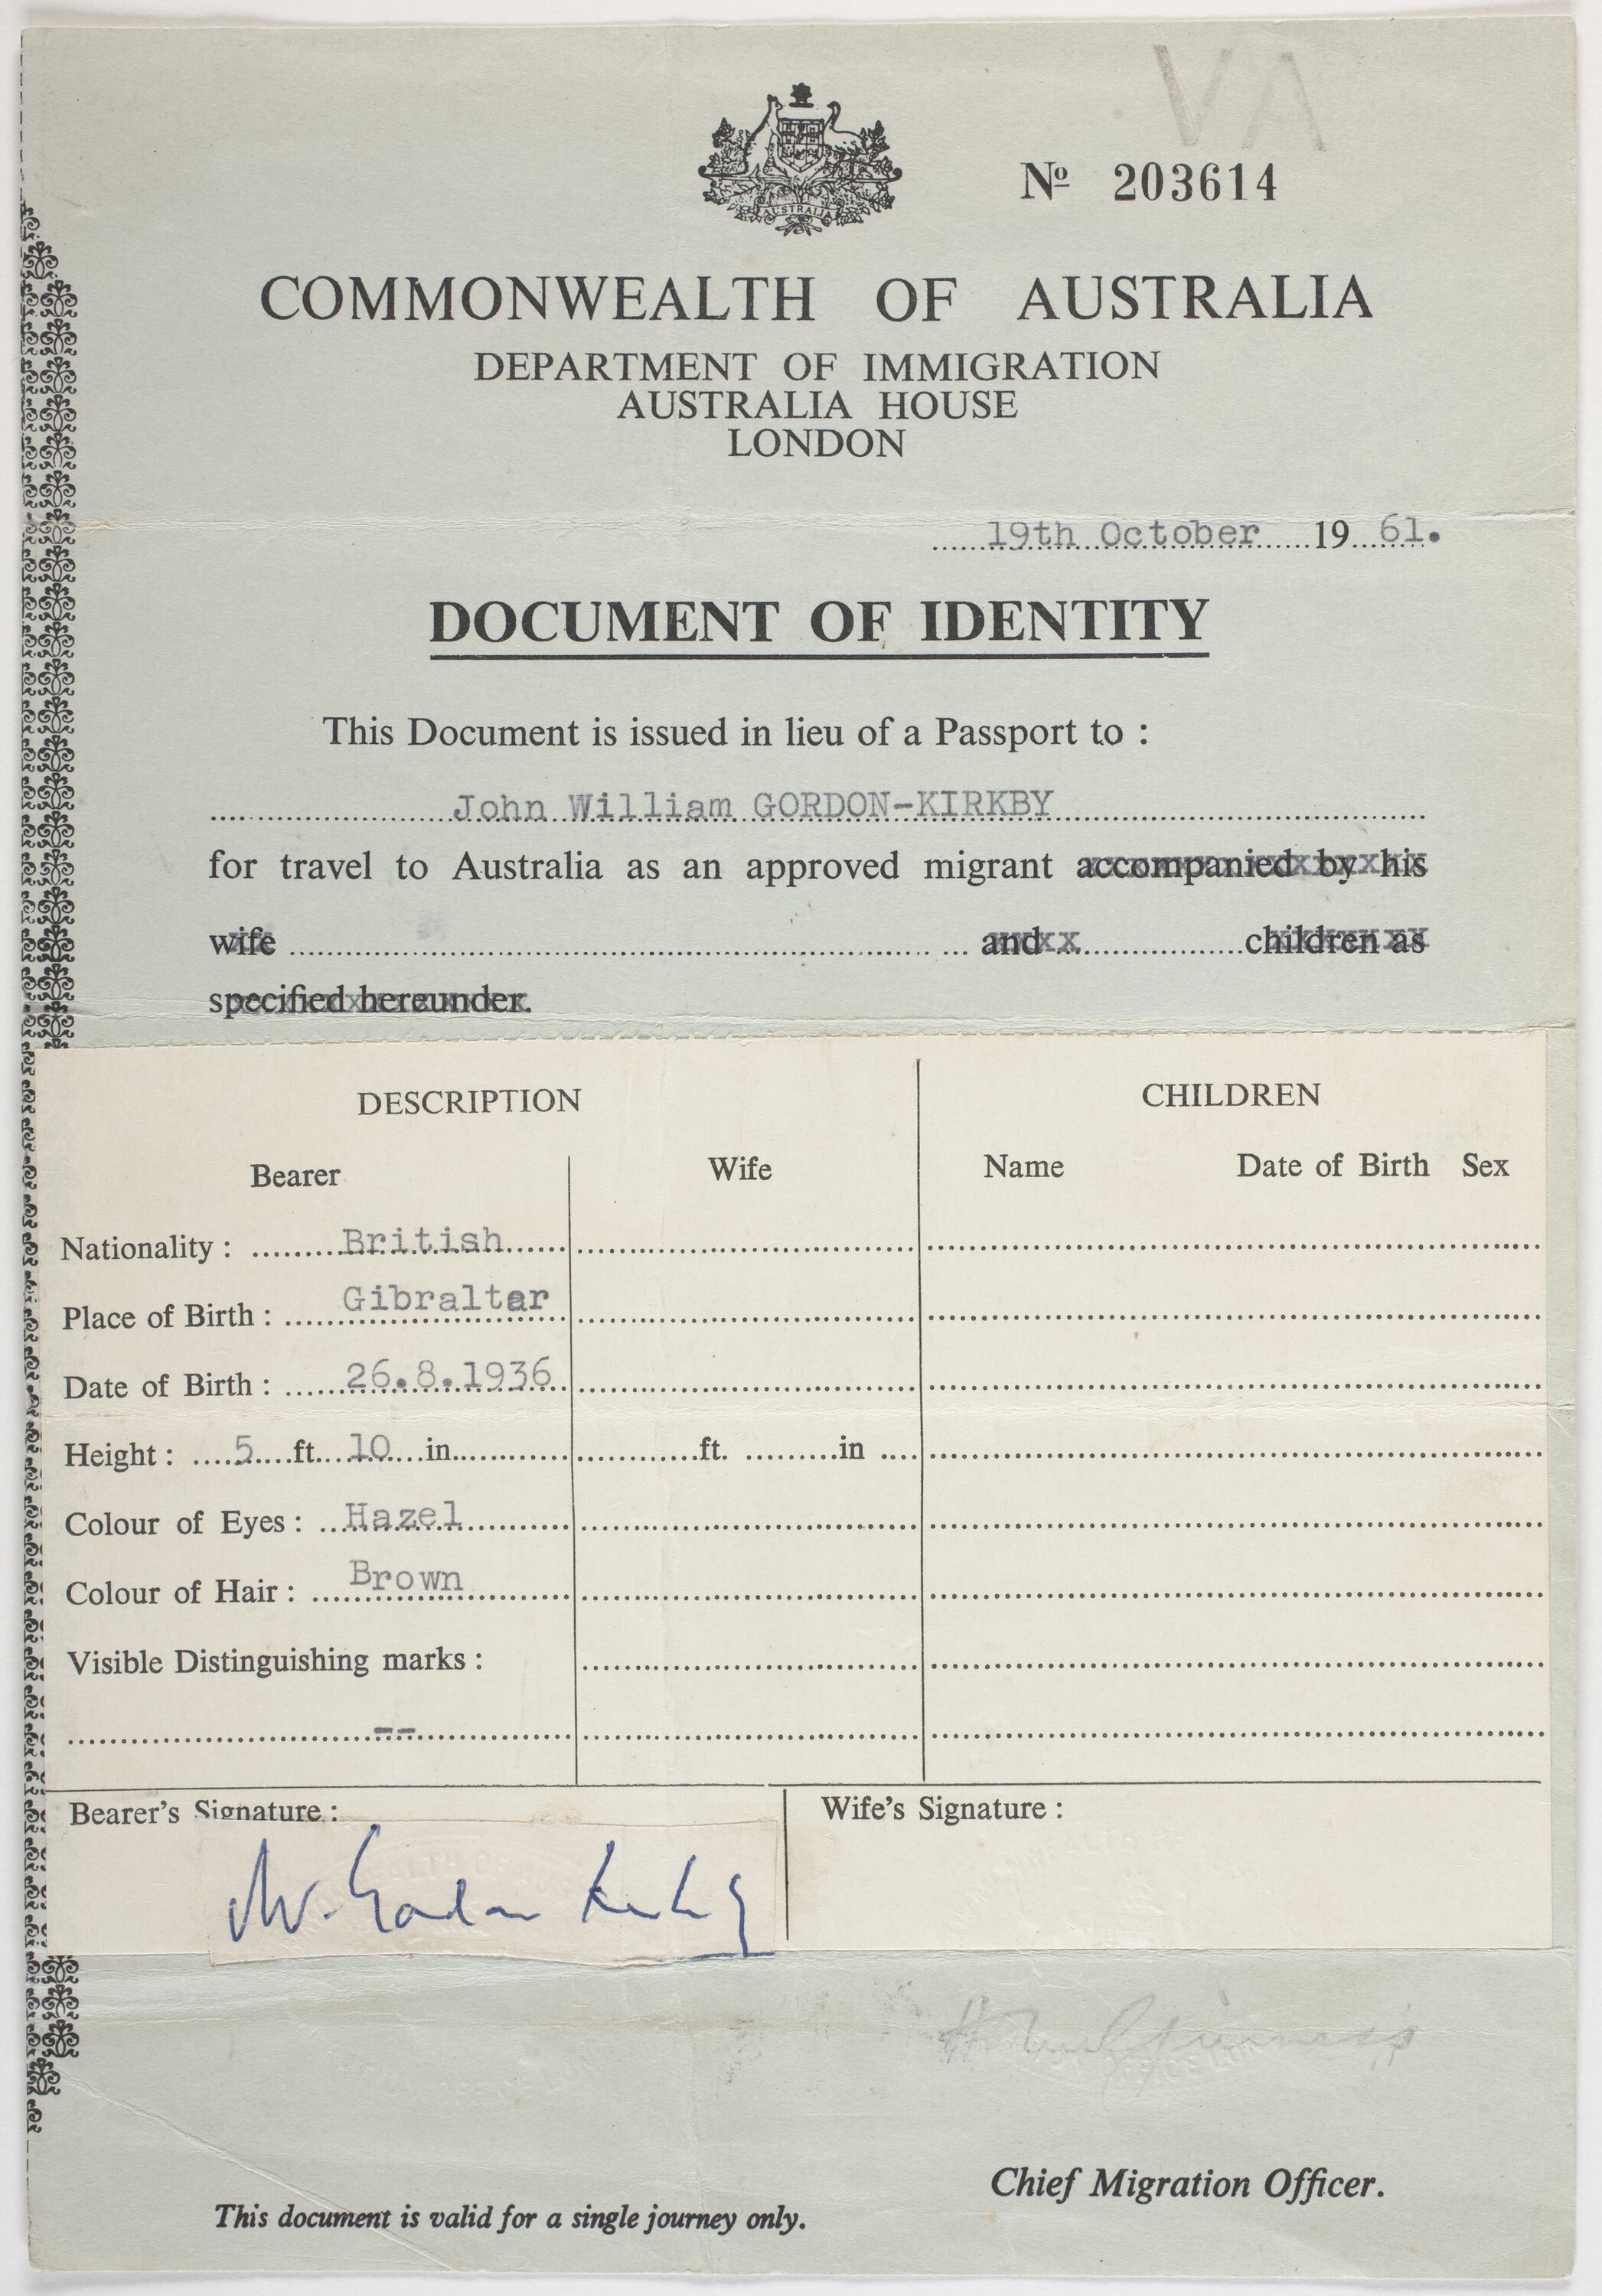 AUSTRALIA
Nº 203614
COMMONWEALTH OF AUSTRALIA
DEPARTMENT OF IMMIGRATION
AUSTRALIA HOUSE
LONDON
19th October 19 61.
DOCUMENT OF IDENTITY
This Document is issued in lieu of a Passport to :
John William GORDON-KIRKBY
for travel to Australia as an approved migrant accompanied by his
wife and children as
specified hereunder.
DESCRIPTION
CHILDREN
Bearer Wife Name Date of Birth Sex
Nationality : British
Place of Birth : Gibraltar
Date of Birth : 26.8.1936
Height : 5 ft. 10 in ft. in
Colour of Eyes : Hazel
Colour of Hair : Brown
Visible Distinguishing marks :
--
Bearer's Signature : Wife's Signature :
JW. Gordon Kirkby
Chief Migration Officer.
This document is valid for a single journey only.